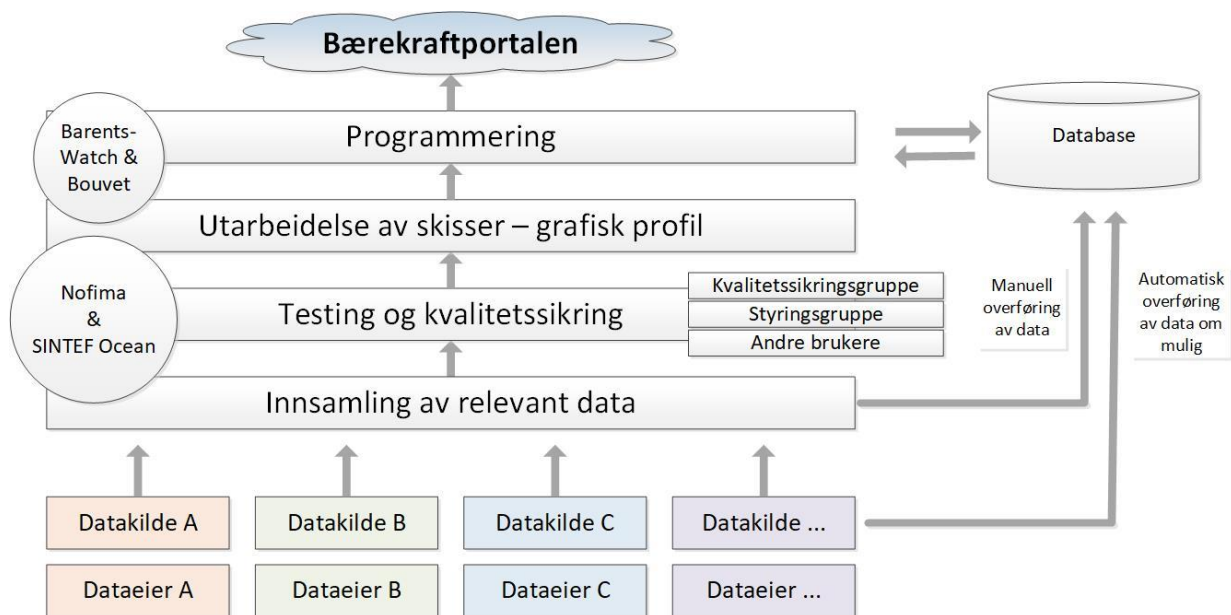 Bærekraftportalen
Barents-
Watch &
Bouvet
Programmering
Database
Utarbeidelse av skisser – grafisk profil
Nofima
&
SINTEF Ocean
Testing og kvalitetssikring
Kvalitetssikringsgruppe
Styringsgruppe
Andre brukere
Manuell
overføring
av data
Automatisk
overføring
av data om
mulig
Innsamling av relevant data
Datakilde A
Datakilde B
Datakilde C
Datakilde ...
Dataeier A
Dataeier B
Dataeier C
Dataeier ...